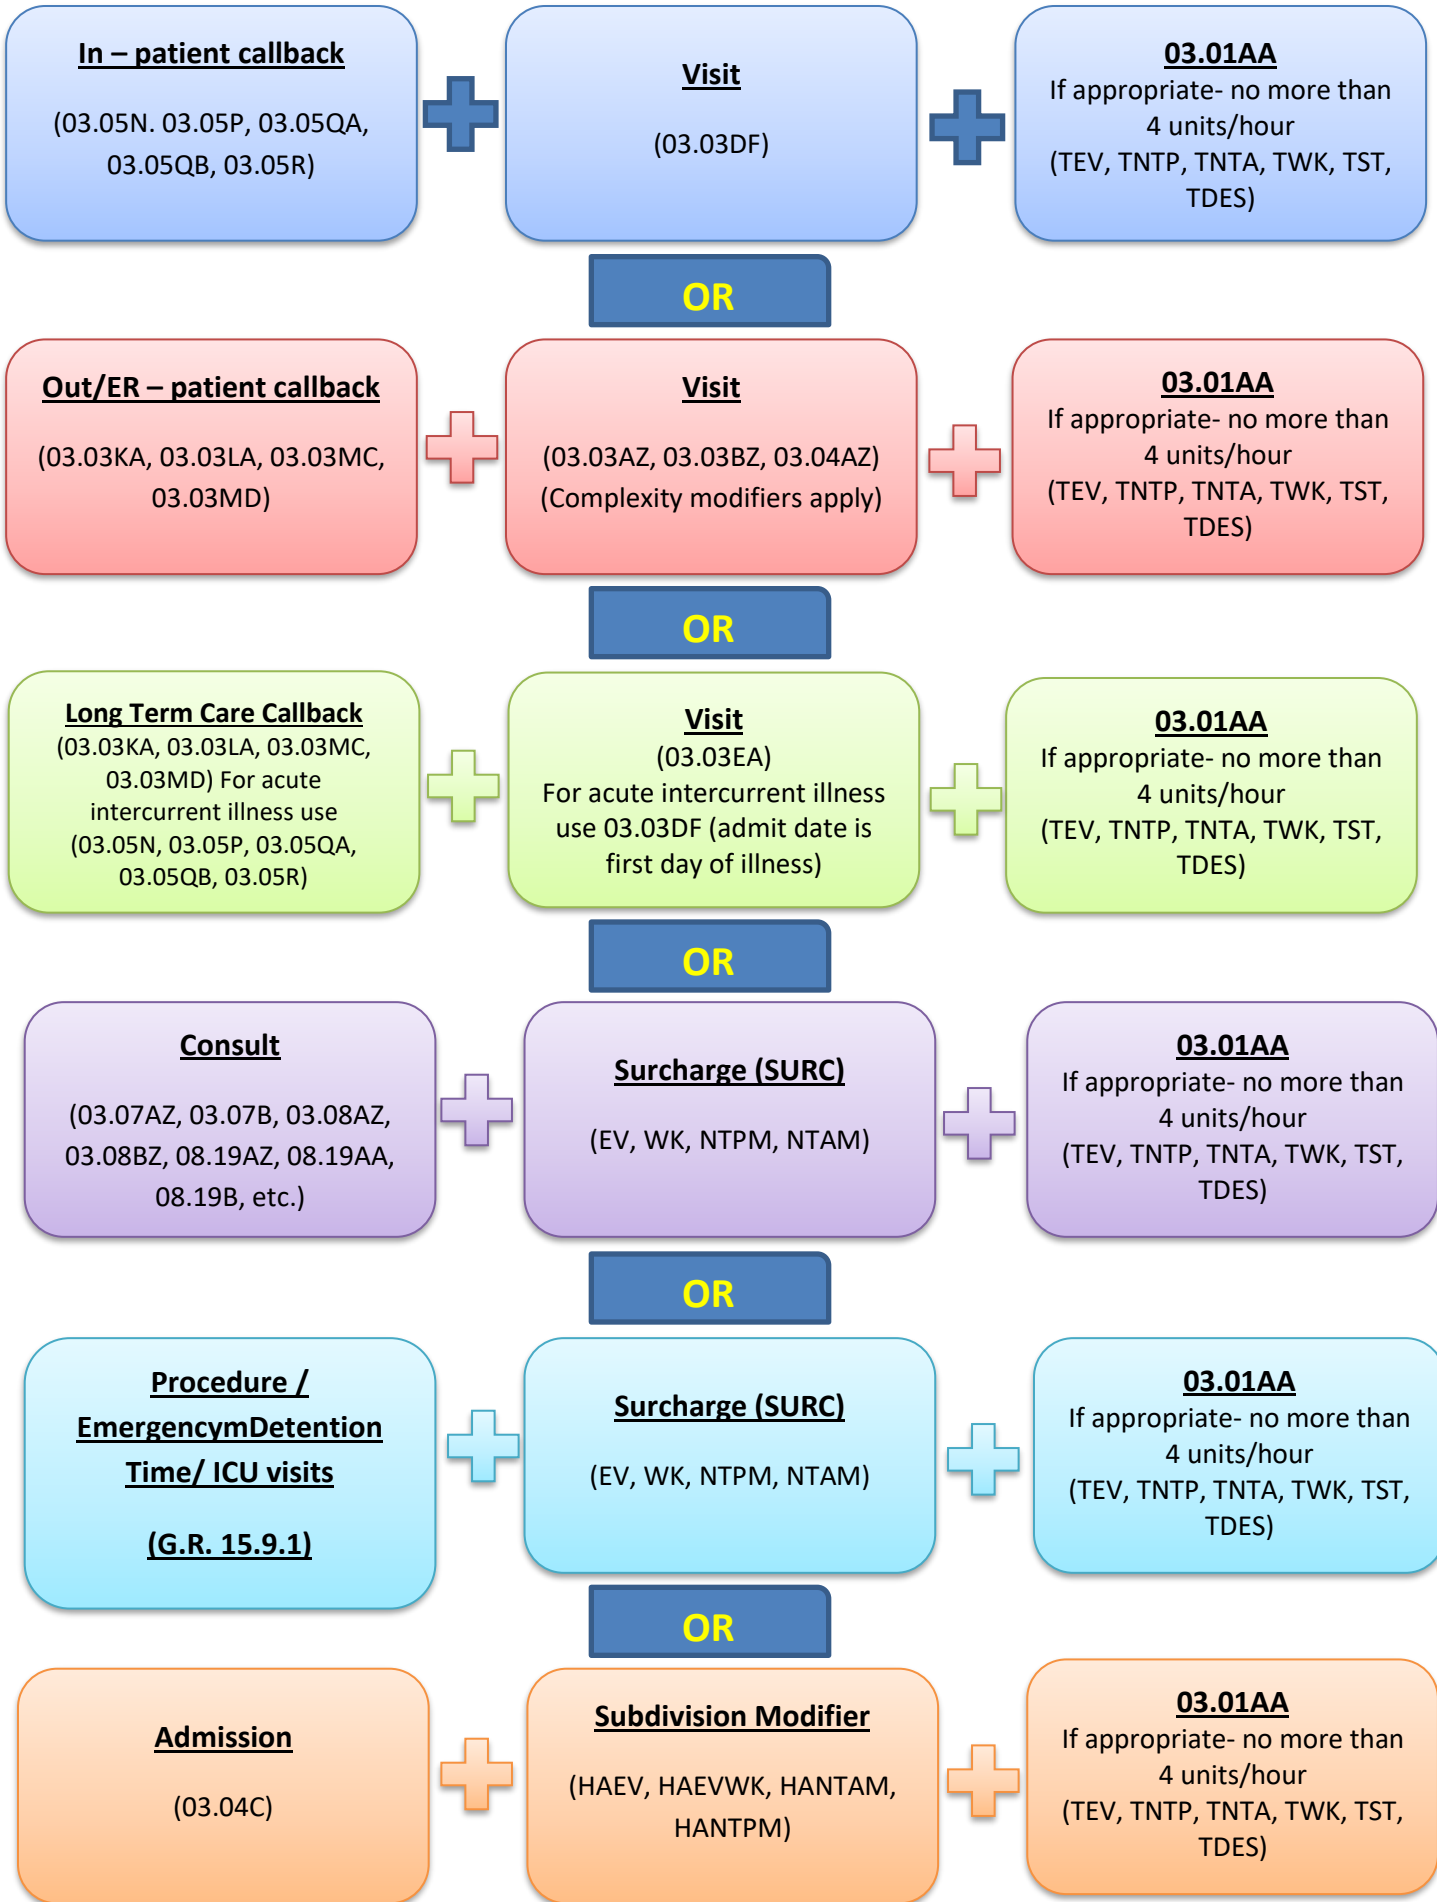 In – patient callback
(03.05N. 03.05P, 03.05QA,
03.05QB, 03.05R)
Visit
(03.03DF)
03.01AA
If appropriate- no more than
4 units/hour
(TEV, TNTP, TNTA, TWK, TST,
TDES)
OR
Out/ER – patient callback
(03.03KA, 03.03LA, 03.03MC,
03.03MD)
Visit
(03.03AZ, 03.03BZ, 03.04AZ)
(Complexity modifiers apply)
03.01AA
If appropriate- no more than
4 units/hour
(TEV, TNTP, TNTA, TWK, TST,
TDES)
OR
Long Term Care Callback
(03.03KA, 03.03LA, 03.03MC,
03.03MD) For acute
intercurrent illness use
(03.05N, 03.05P, 03.05QA,
03.05QB, 03.05R)
Visit
(03.03EA)
For acute intercurrent illness
use 03.03DF (admit date is
first day of illness)
03.01AA
If appropriate- no more than
4 units/hour
(TEV, TNTP, TNTA, TWK, TST,
TDES)
OR
Consult
(03.07AZ, 03.07B, 03.08AZ,
03.08BZ, 08.19AZ, 08.19AA,
08.19B, etc.)
Surcharge (SURC)
(EV, WK, NTPM, NTAM)
03.01AA
If appropriate- no more than
4 units/hour
(TEV, TNTP, TNTA, TWK, TST,
TDES)
OR
Procedure /
EmergencymDetention
Time/ ICU visits
(G.R. 15.9.1)
Surcharge (SURC)
(EV, WK, NTPM, NTAM)
03.01AA
If appropriate- no more than
4 units/hour
(TEV, TNTP, TNTA, TWK, TST,
TDES)
OR
Admission
(03.04C)
Subdivision Modifier
(HAEV, HAEVWK, HANTAM,
HANTPM)
03.01AA
If appropriate- no more than
4 units/hour
(TEV, TNTP, TNTA, TWK, TST,
TDES)